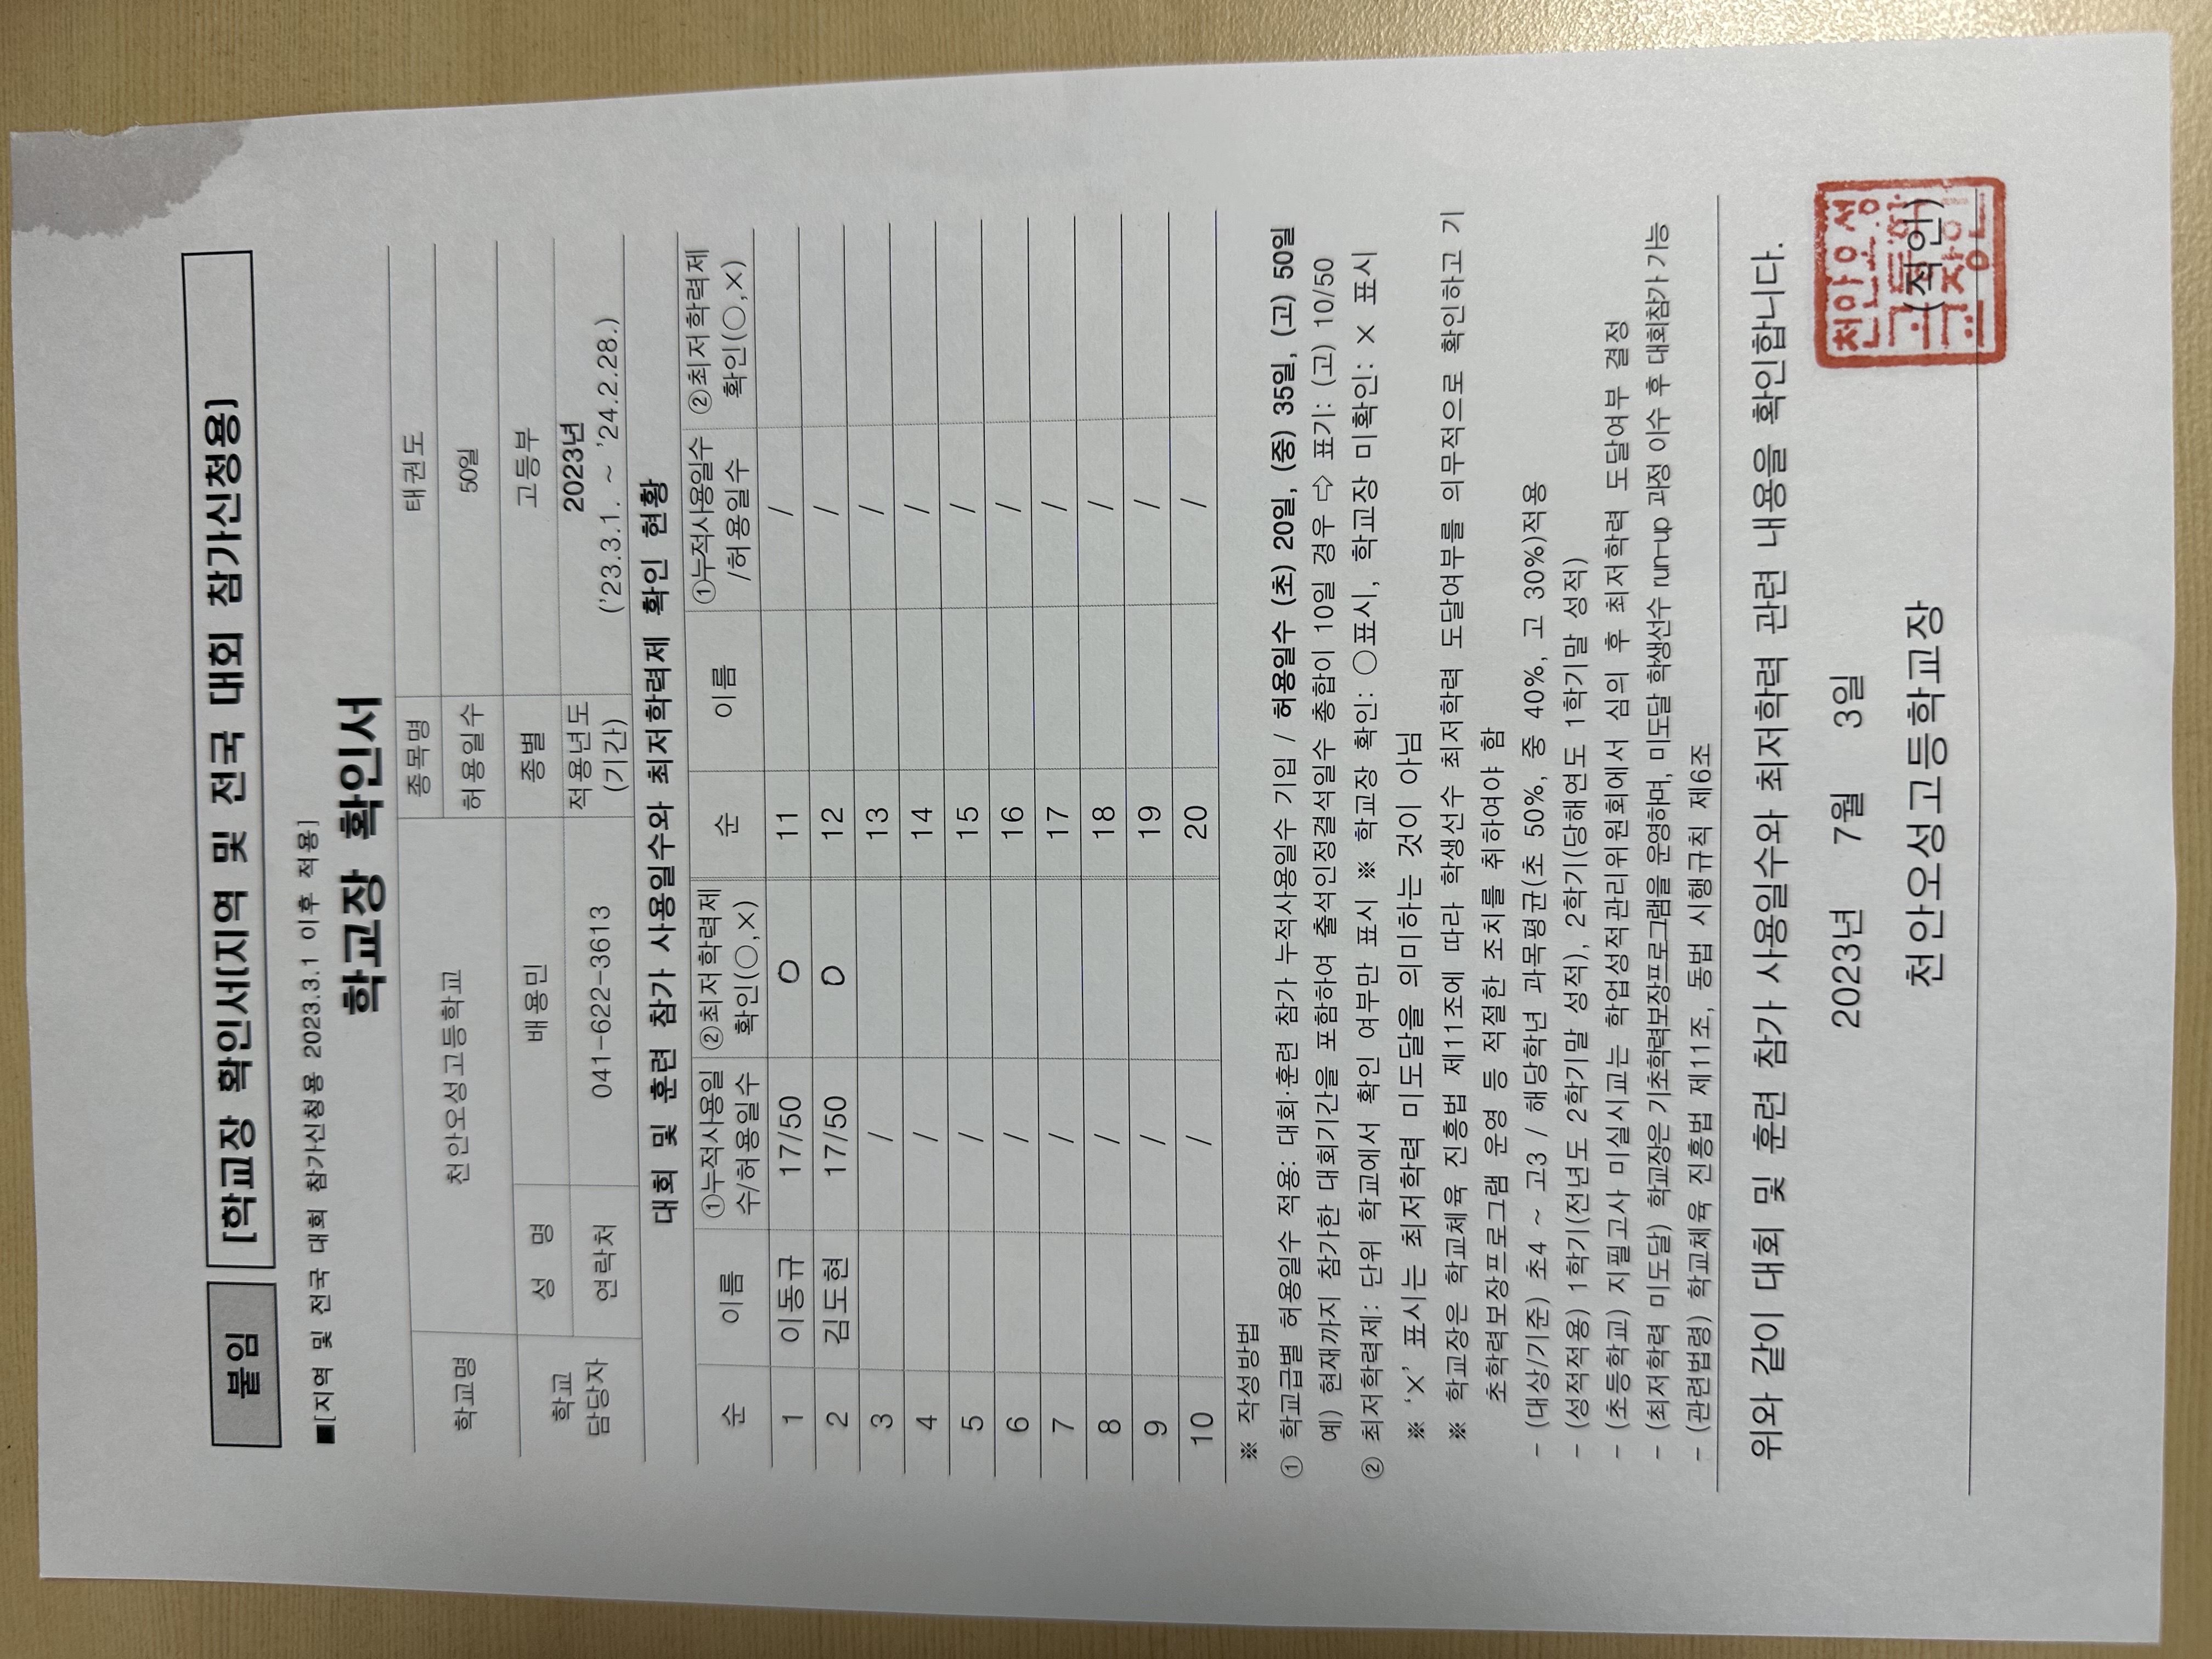 붙임 [학교장 확인서(지역 및 전국 대회 참가신청용)]
■[지역 및 전국 대회 참가신청용 2023.3.1 이후 적용]
학교장 확인서
학교명 천안오성고등학교 종목명 태권도
허용일수 50일
학교 담당자 성 명 배용민 종별 고등부
연락처 041-622-3613 적용년도 (기간) 2023년
('23.3.1. ~ '24.2.28.)
대회 및 훈련 참가 사용일수와 최저학력제 확인 현황
순 이름 ①누적사용일수/허용일수 ②최저학력제 확인(○,×) 순 이름 ①누적사용일수/허용일수 ②최저학력제 확인(○,×)
1 이동규 17/50 O 11 /
2 김도현 17/50 O 12 /
3 / 13 /
4 / 14 /
5 / 15 /
6 / 16 /
7 / 17 /
8 / 18 /
9 / 19 /
10 / 20 /
※ 작성방법
① 학교급별 허용일수 적용: 대회·훈련 참가 누적사용일수 기입 / 허용일수 (초) 20일, (중) 35일, (고) 50일
예) 현재까지 참가한 대회기간을 포함하여 출석인정결석일수 총합이 10일 경우 ⇨ 표기: (고) 10/50
② 최저학력제: 단위 학교에서 확인 여부만 표시 ※ 학교장 확인: ○표시, 학교장 미확인: × 표시
※ '×' 표시는 최저학력 미도달을 의미하는 것이 아님
※ 학교장은 학교체육 진흥법 제11조에 따라 학생선수 최저학력 도달여부를 의무적으로 확인하고 기
초학력보장프로그램 운영 등 적절한 조치를 취하여야 함
- (대상/기준) 초4 ~ 고3 / 해당학년 과목평균(초 50%, 중 40%, 고 30%)적용
- (성적적용) 1학기(전년도 2학기말 성적), 2학기(당해연도 1학기말 성적)
- (초등학교) 지필고사 미실시교는 학업성적관리위원회에서 심의 후 최저학력 도달여부 결정
- (최저학력 미도달) 학교장은 기초학력보장프로그램을 운영하며, 미도달 학생선수 run-up 과정 이수 후 대회참가 가능
- (관련법령) 학교체육 진흥법 제11조, 동법 시행규칙 제6조
위와 같이 대회 및 훈련 참가 사용일수와 최저학력 관련 내용을 확인합니다.
2023년 7월 3일
천안오성고등학교장 (직인)
천안오성
고등학
교장인